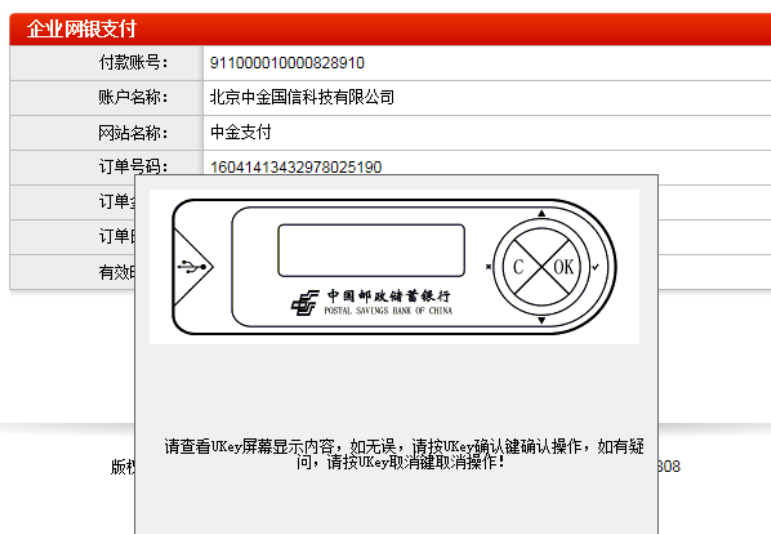 企业网银支付
付款账号： 911000010000828910
账户名称： 北京中金国信科技有限公司
网站名称： 中金支付
订单号码： 16041413432978025190
订单
订单
有效
C OK
中国邮政储蓄银行
POSTAL SAVINGS BANK OF CHINA
请查看UKey屏幕显示内容，如无误，请按UKey确认键确认操作，如有疑
问，请按UKey取消键取消操作！
版权
308